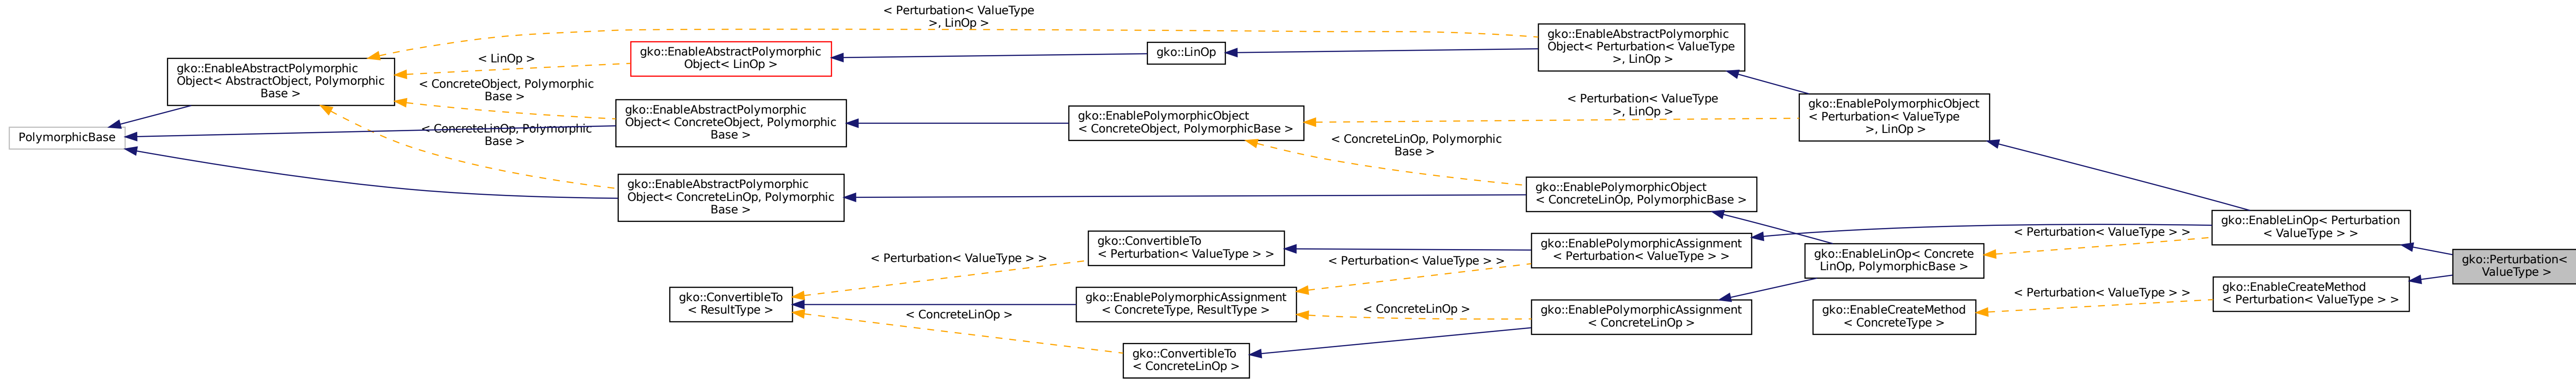 < Perturbation< ValueType
>, LinOp >
gko::EnableAbstractPolymorphic
Object< Perturbation< ValueType
>, LinOp >
gko::EnableAbstractPolymorphic
Object< LinOp >
gko::LinOp
< LinOp >
gko::EnableAbstractPolymorphic
Object< AbstractObject, Polymorphic
Base >
< ConcreteObject, Polymorphic
Base >
gko::EnableAbstractPolymorphic
Object< ConcreteObject, Polymorphic
Base >
gko::EnablePolymorphicObject
< ConcreteObject, PolymorphicBase >
< Perturbation< ValueType
>, LinOp >
gko::EnablePolymorphicObject
< Perturbation< ValueType
>, LinOp >
PolymorphicBase
< ConcreteLinOp, Polymorphic
Base >
< ConcreteLinOp, Polymorphic
Base >
gko::EnableAbstractPolymorphic
Object< ConcreteLinOp, Polymorphic
Base >
gko::EnablePolymorphicObject
< ConcreteLinOp, PolymorphicBase >
gko::EnableLinOp< Perturbation
< ValueType > >
gko::ConvertibleTo
< Perturbation< ValueType > >
gko::EnablePolymorphicAssignment
< Perturbation< ValueType > >
< Perturbation< ValueType > >
gko::EnableLinOp< Concrete
LinOp, PolymorphicBase >
gko::Perturbation<
ValueType >
< Perturbation< ValueType > >
< Perturbation< ValueType > >
gko::ConvertibleTo
< ResultType >
gko::EnablePolymorphicAssignment
< ConcreteType, ResultType >
< ConcreteLinOp >
< ConcreteLinOp >
gko::EnablePolymorphicAssignment
< ConcreteLinOp >
gko::EnableCreateMethod
< ConcreteType >
< Perturbation< ValueType > >
gko::EnableCreateMethod
< Perturbation< ValueType > >
gko::ConvertibleTo
< ConcreteLinOp >